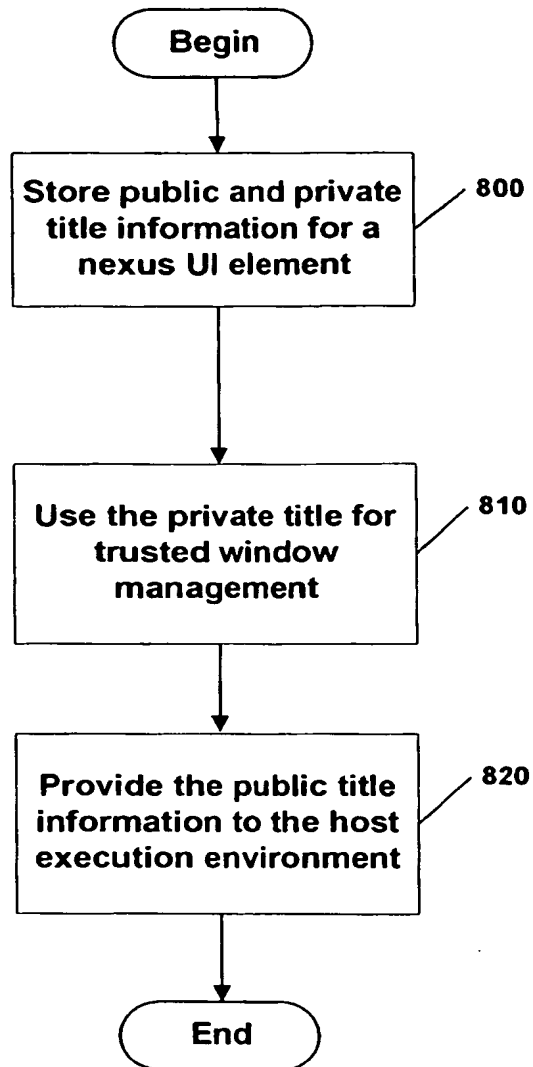 Begin
Store public and private
title information for a
nexus UI element
800
Use the private title for
trusted window
management
810
Provide the public title
information to the host
execution environment
820
End